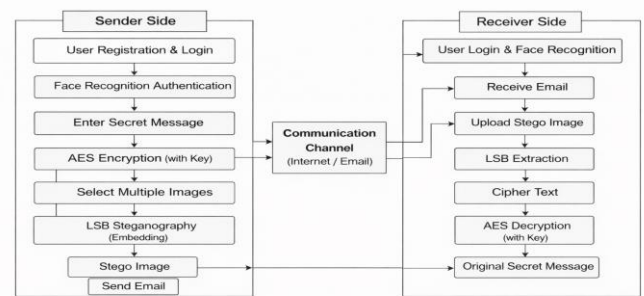 Sender Side
User Registration & Login
Face Recognition Authentication
Enter Secret Message
AES Encryption (with Key)
Select Multiple Images
LSB Steganography
(Embedding)
Stego Image
Send Email
Communication
Channel
(Internet / Email)
Receiver Side
User Login & Face Recognition
Receive Email
Upload Stego Image
LSB Extraction
Cipher Text
AES Decryption
(with Key)
Original Secret Message